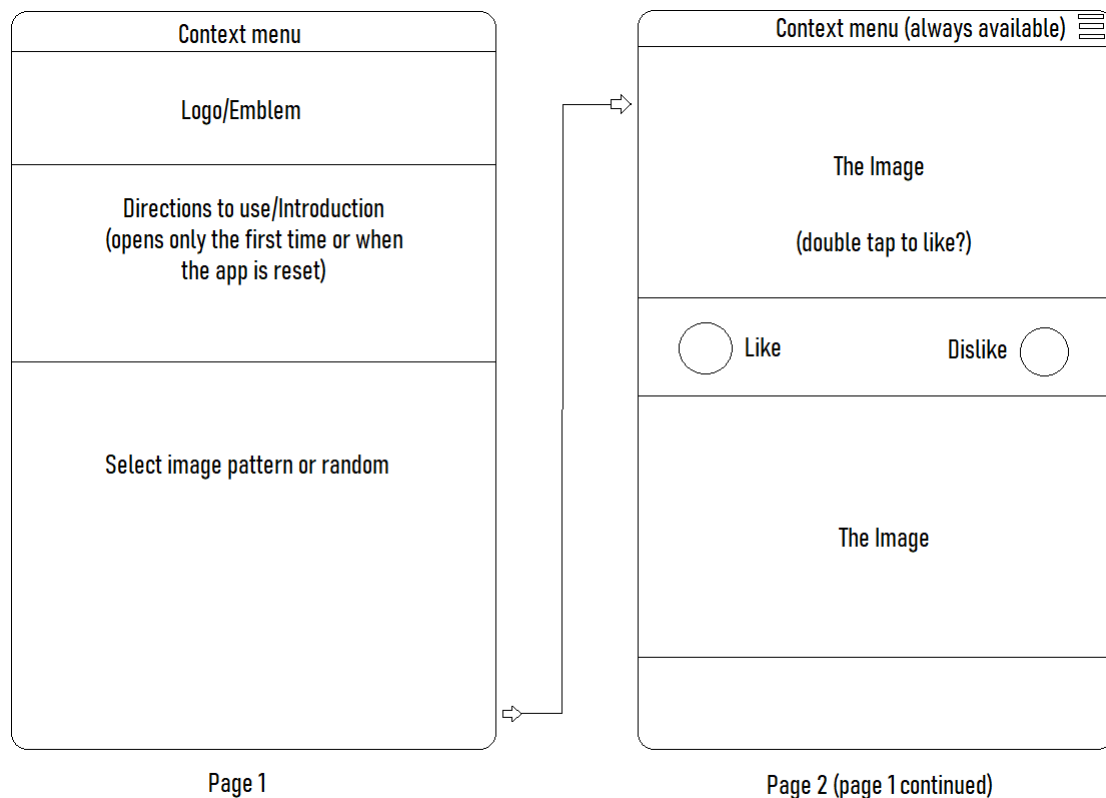 Context menu
Logo/Emblem
Directions to use/Introduction
(opens only the first time or when
the app is reset)
Select image pattern or random
Page 1
Context menu (always available)
The Image
(double tap to like?)
Like
Dislike
The Image
Page 2 (page 1 continued)